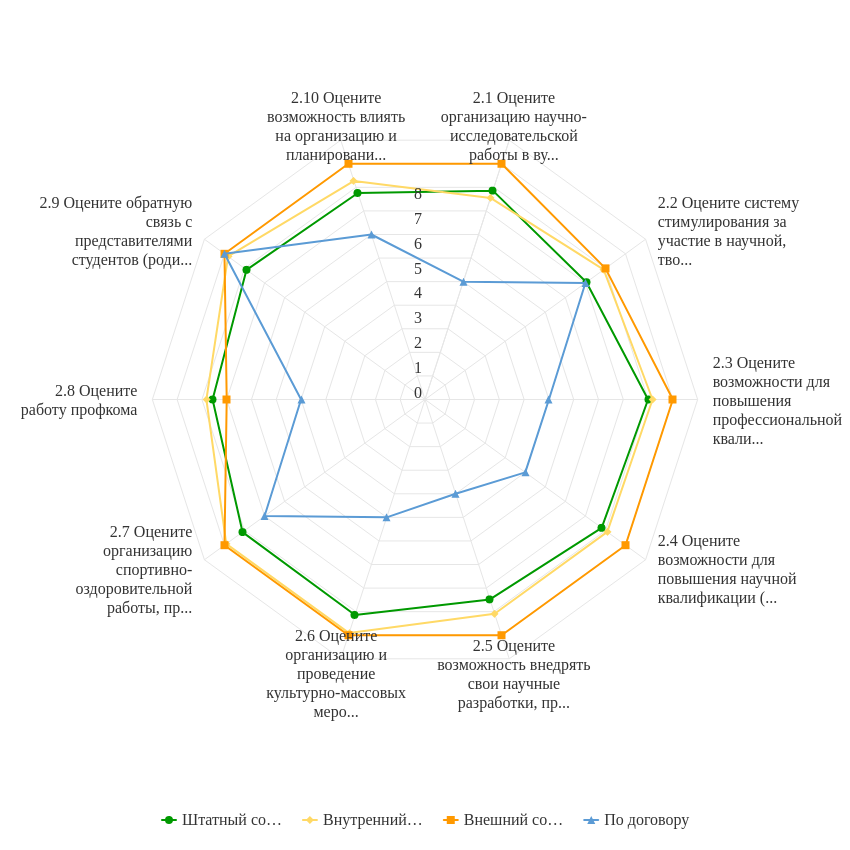 2.10 Оцените
возможность влиять
на организацию и
планировани...
2.1 Оцените
организацию научно-
исследовательской
работы в ву...
2.9 Оцените обратную
связь с
представителями
студентов (роди...
2.2 Оцените систему
стимулирования за
участие в научной,
тво...
8
7
6
5
4
3
2
1
0
2.8 Оцените
работу профкома
2.3 Оцените
возможности для
повышения
профессиональной
квали...
2.7 Оцените
организацию
спортивно-
оздоровительной
работы, пр...
2.4 Оцените
возможности для
повышения научной
квалификации (...
2.6 Оцените
организацию и
проведение
культурно-массовых
меро...
2.5 Оцените
возможность внедрять
свои научные
разработки, пр...
Штатный со… Внутренний… Внешний со… По договору